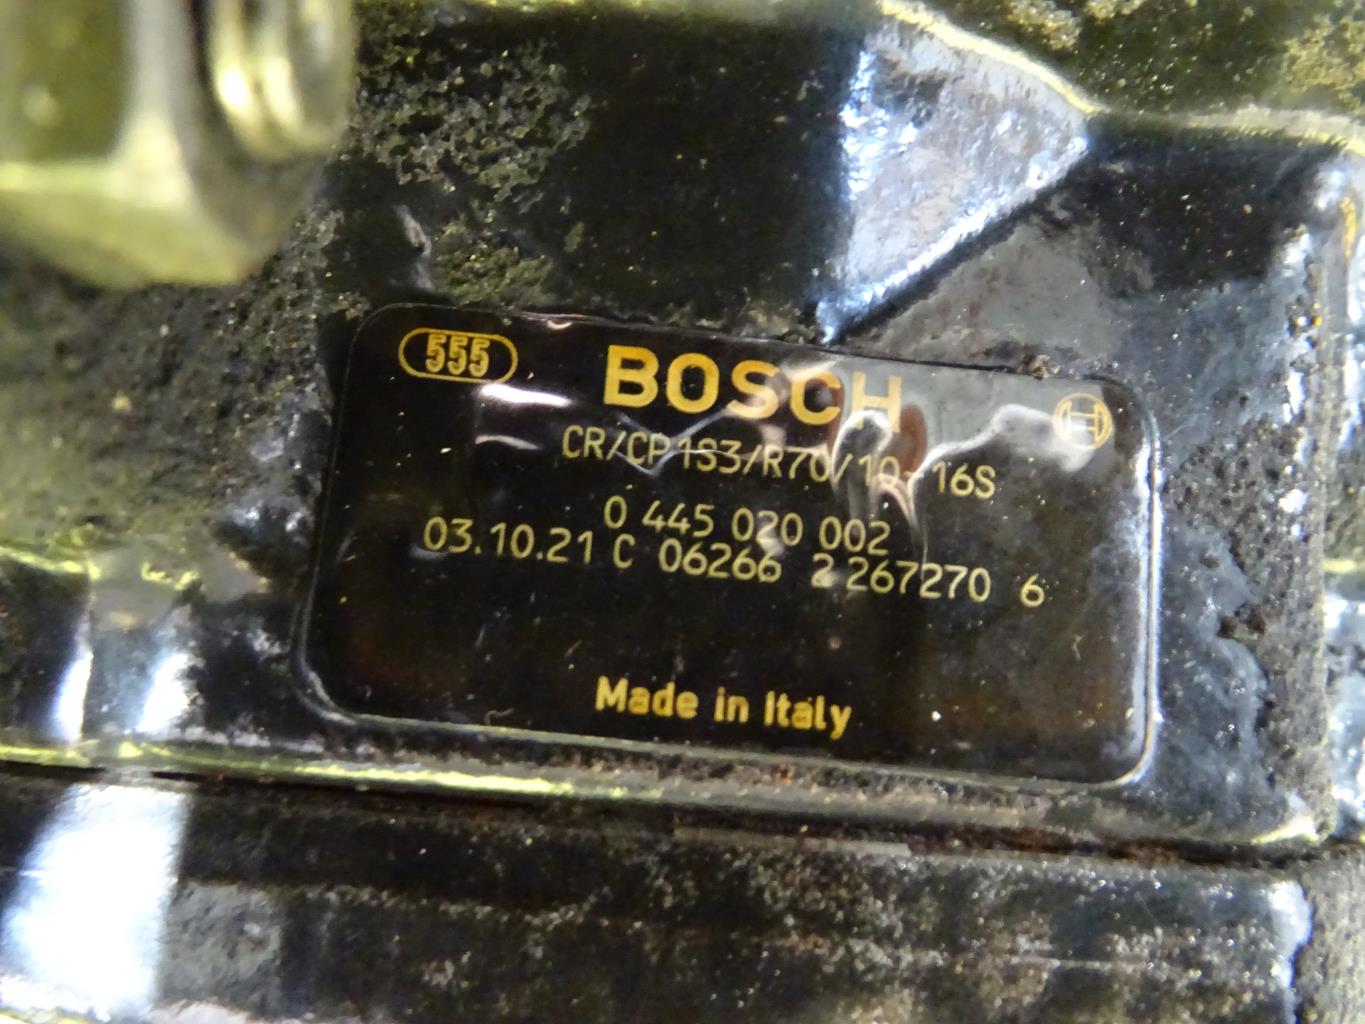 555
BOSCH
CR/CP1S3/R70/10-16S
0 445 020 002
03.10.21 C 06266 2 267270 6
Made in Italy